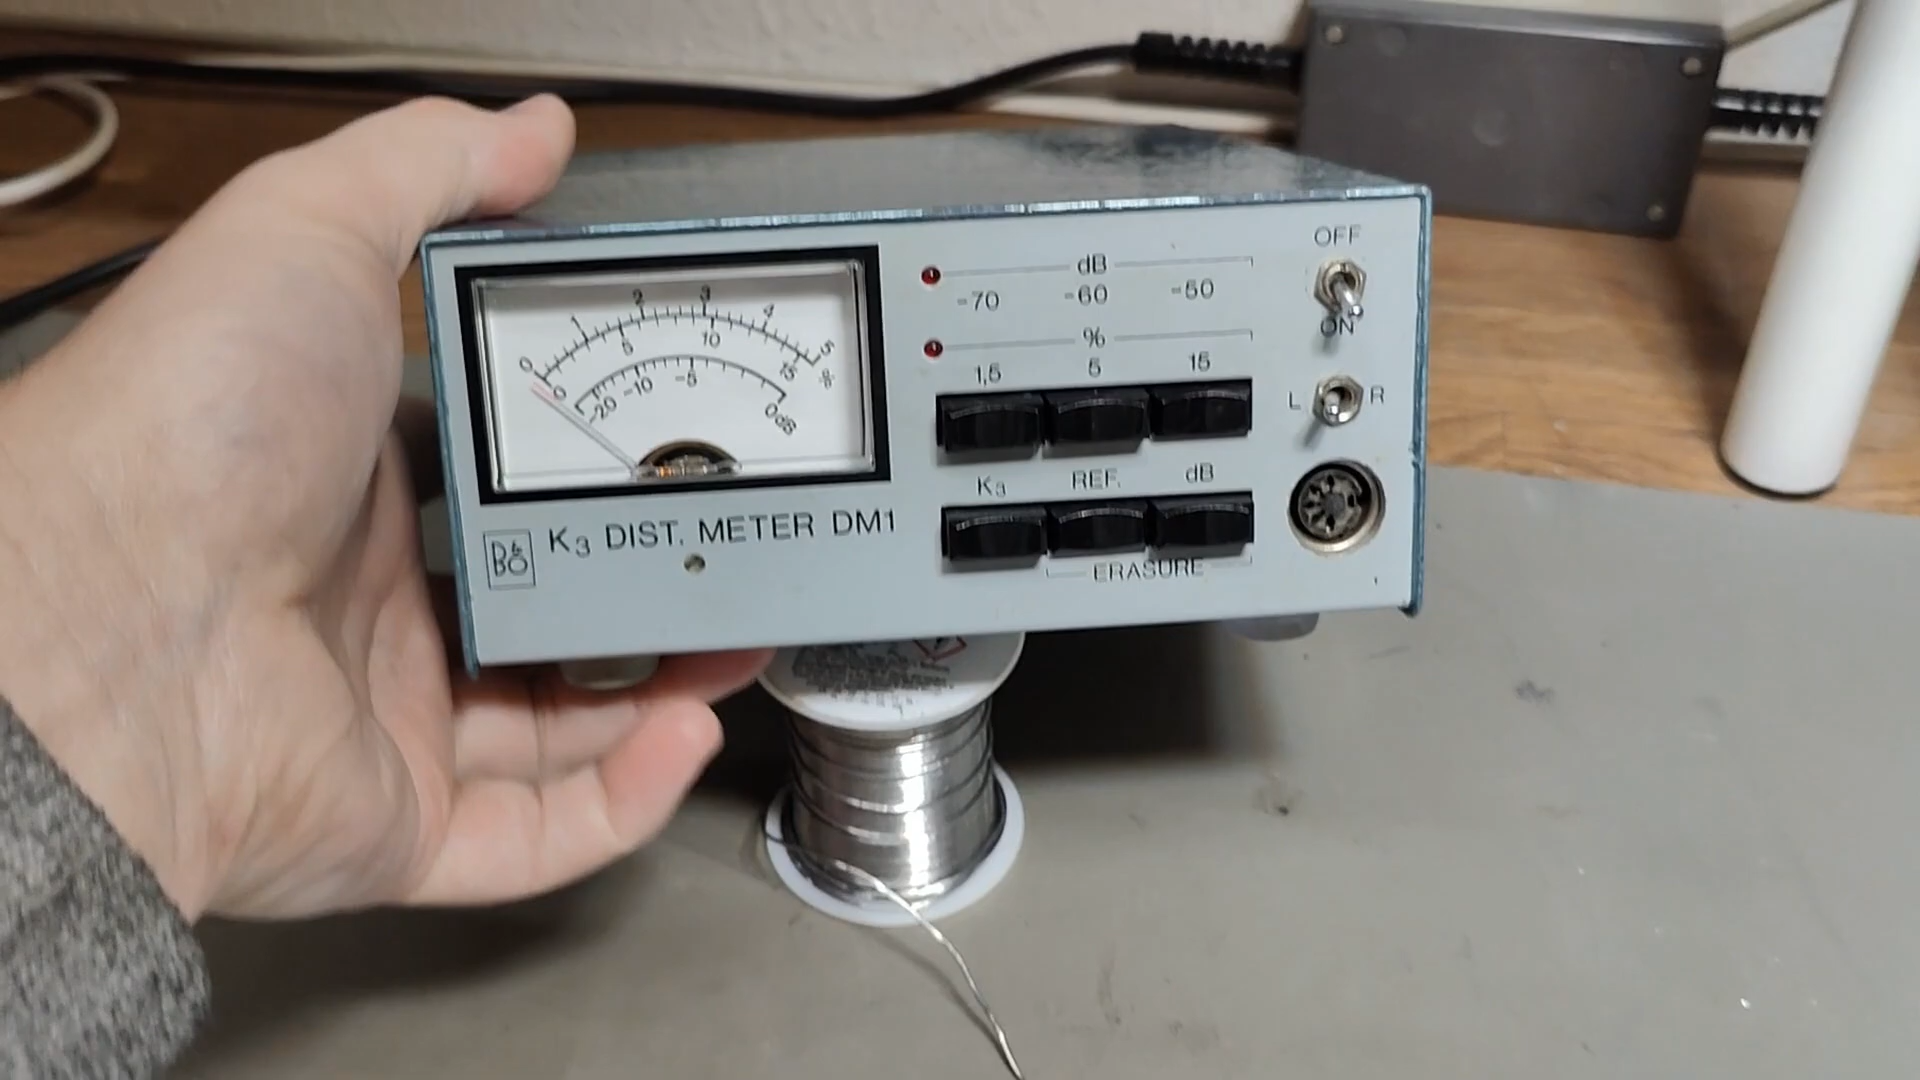 0 1 2 3 4 5
0 5 10 15 %
-20 -10 -5 0dB
B&O
K3 DIST. METER DM1
dB
-70 -60 -50
%
1,5 5 15
K3 REF. dB
ERASURE
OFF
ON
L R